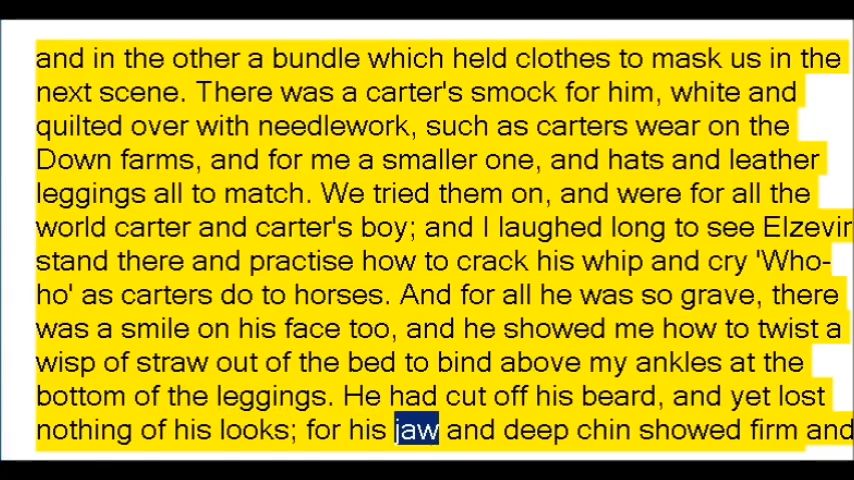 and in the other a bundle which held clothes to mask us in the
next scene. There was a carter's smock for him, white and
quilted over with needlework, such as carters wear on the
Down farms, and for me a smaller one, and hats and leather
leggings all to match. We tried them on, and were for all the
world carter and carter's boy; and I laughed long to see Elzevir
stand there and practise how to crack his whip and cry 'Who-
ho' as carters do to horses. And for all he was so grave, there
was a smile on his face too, and he showed me how to twist a
wisp of straw out of the bed to bind above my ankles at the
bottom of the leggings. He had cut off his beard, and yet lost
nothing of his looks; for his jaw and deep chin showed firm and